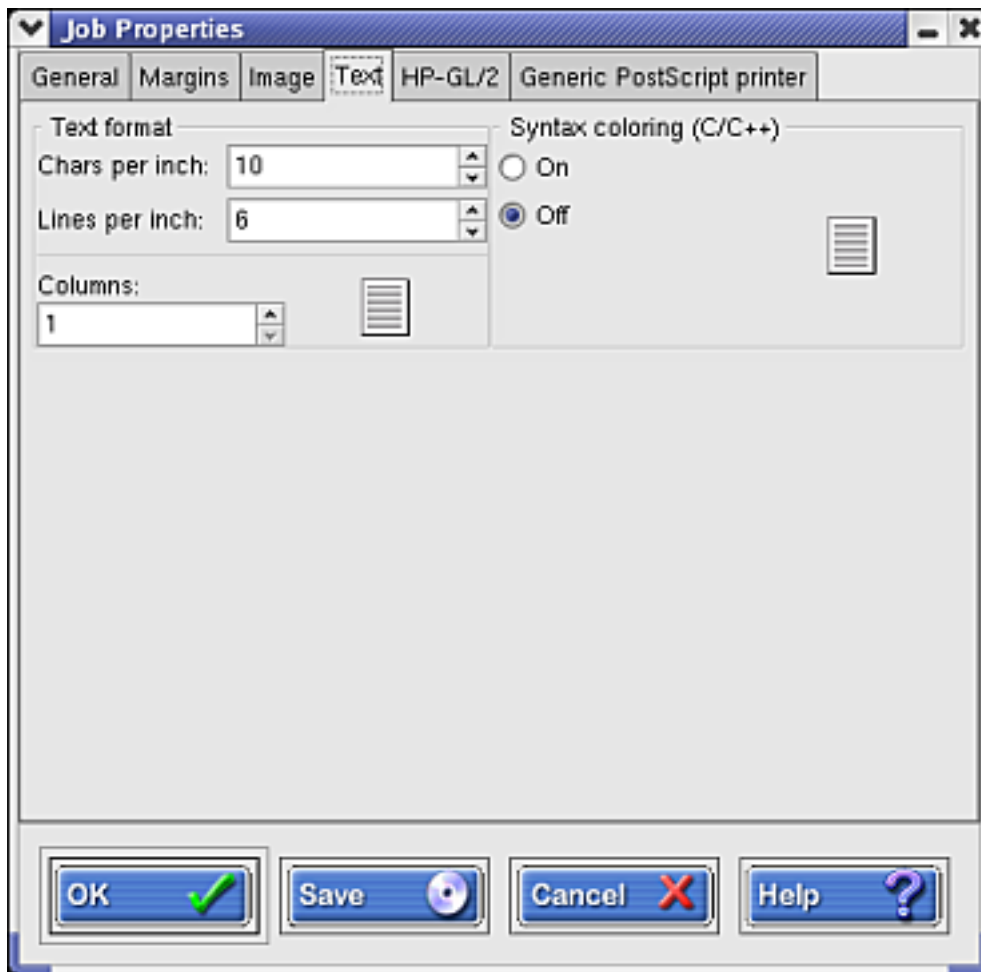 Job Properties
General Margins Image Text HP-GL/2 Generic PostScript printer
Text format
Chars per inch: 10
Lines per inch: 6
Columns:
1
Syntax coloring (C/C++)
On
Off
OK Save Cancel Help